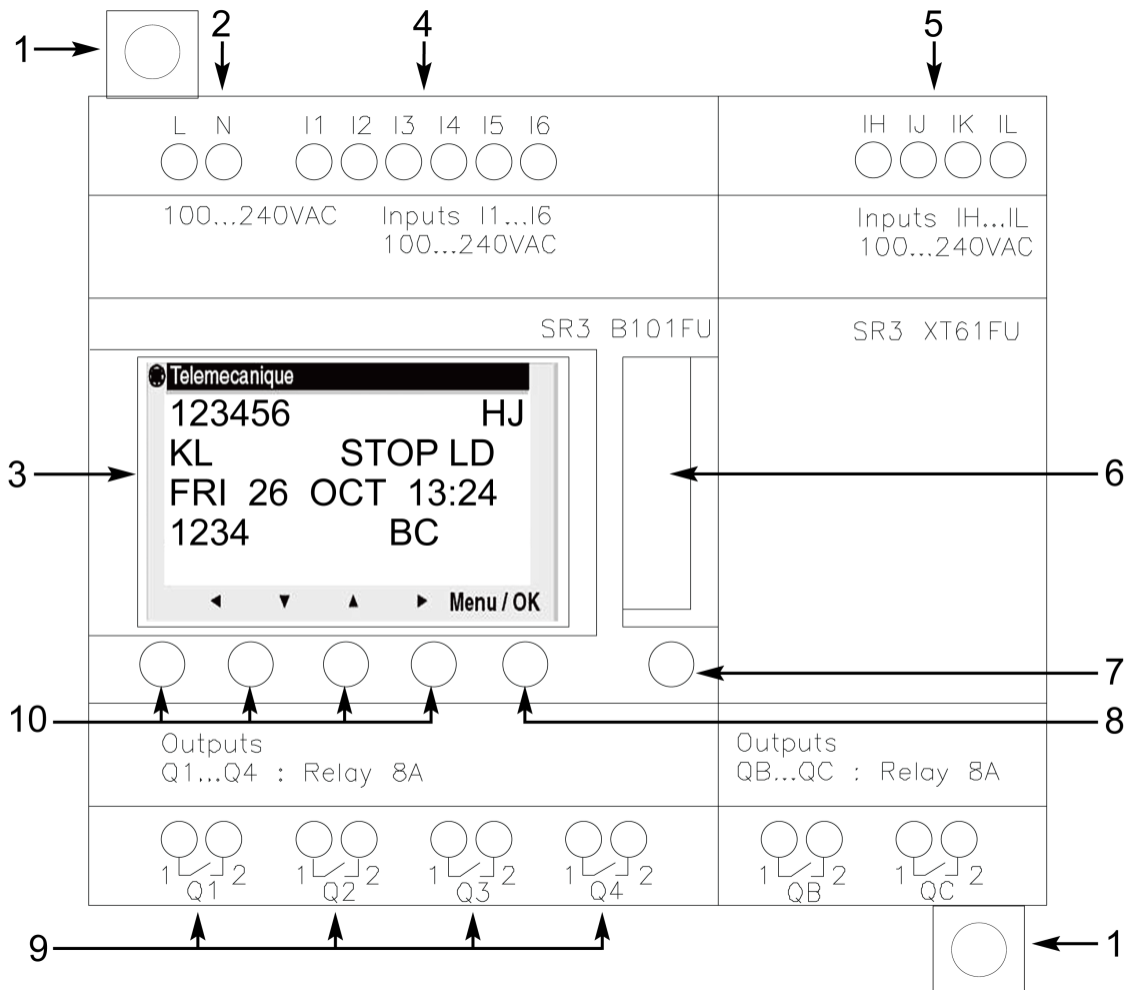 2 4 5
1
L N I1 I2 I3 I4 I5 I6 IH IJ IK IL
100...240VAC Inputs I1...I6 Inputs IH...IL
100...240VAC 100...240VAC
SR3 B101FU SR3 XT61FU
Telemecanique
123456 HJ
KL STOP LD
3 6
FRI 26 OCT 13:24
1234 BC
Menu / OK
7
10 8
Outputs Outputs
Q1...Q4 : Relay 8A QB...QC : Relay 8A
1 2 1 2 1 2 1 2 1 2 1 2
Q1 Q2 Q3 Q4 QB QC
9 1